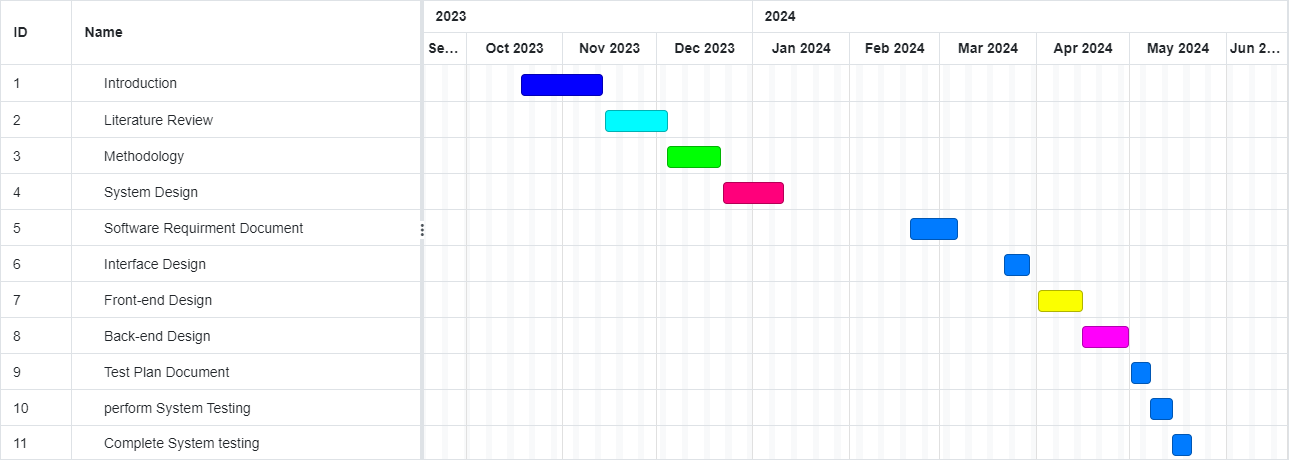 2023 2024
ID Name
Se... Oct 2023 Nov 2023 Dec 2023 Jan 2024 Feb 2024 Mar 2024 Apr 2024 May 2024 Jun 2...
1 Introduction
2 Literature Review
3 Methodology
4 System Design
5 Software Requirment Document
6 Interface Design
7 Front-end Design
8 Back-end Design
9 Test Plan Document
10 perform System Testing
11 Complete System testing